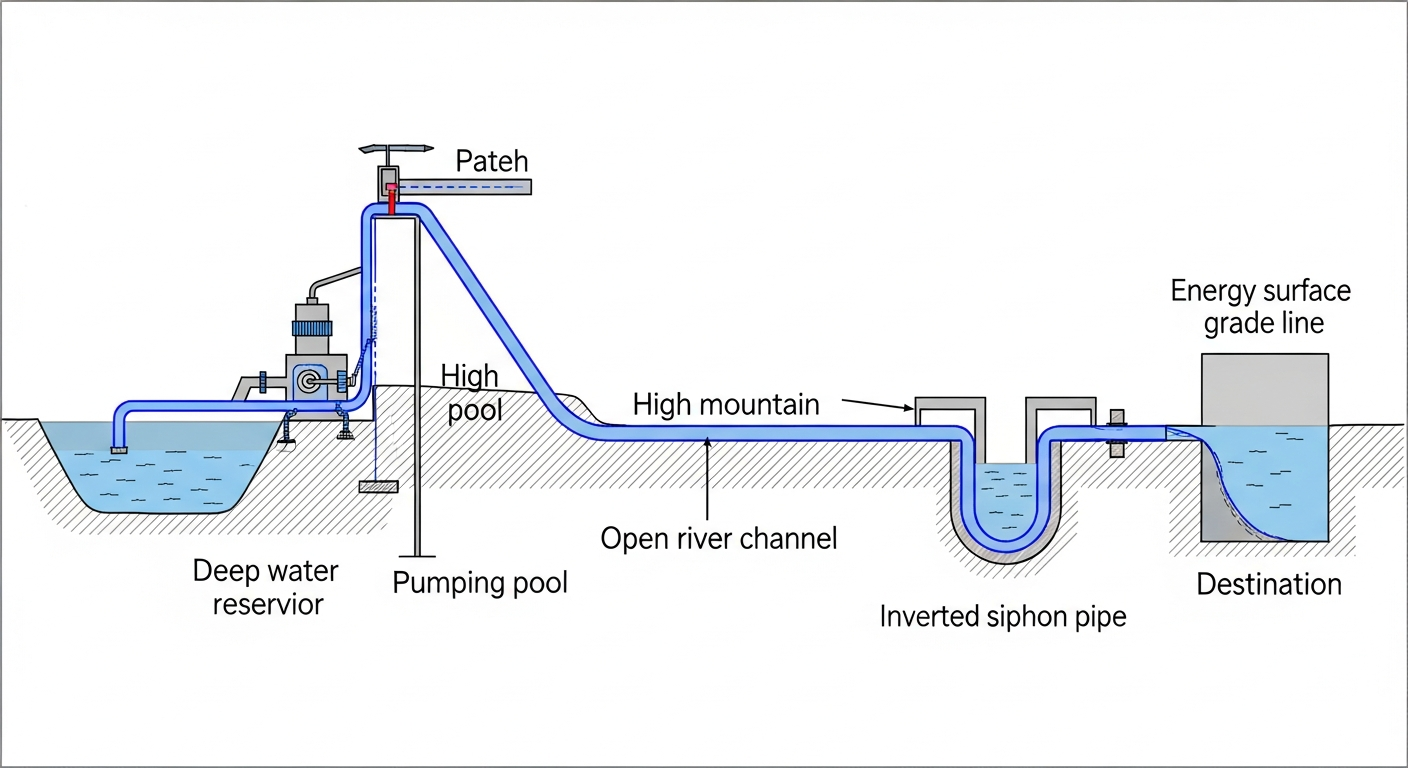 Pateh
Energy surface
grade line
High
pool
High mountain
Open river channel
Deep water
reservior
Pumping pool
Destination
Inverted siphon pipe